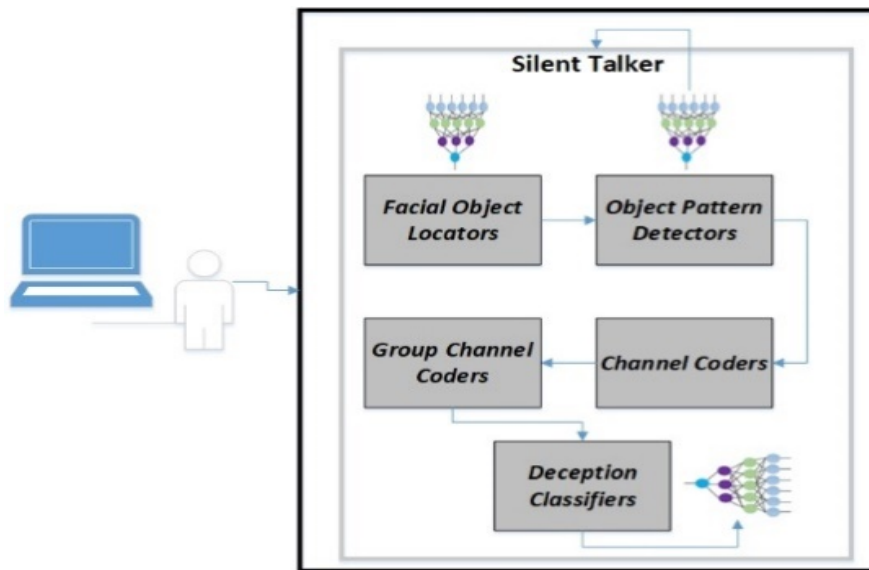 Silent Talker
Facial Object
Locators
Object Pattern
Detectors
Group Channel
Coders
Channel Coders
Deception
Classifiers